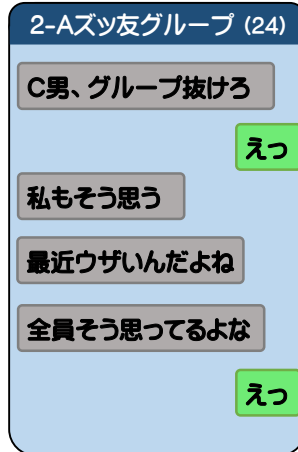 2-Aズッ友グループ (24)
C男、グループ抜けろ
えっ
私もそう思う
最近ウザいんだよね
全員そう思ってるよな
えっ